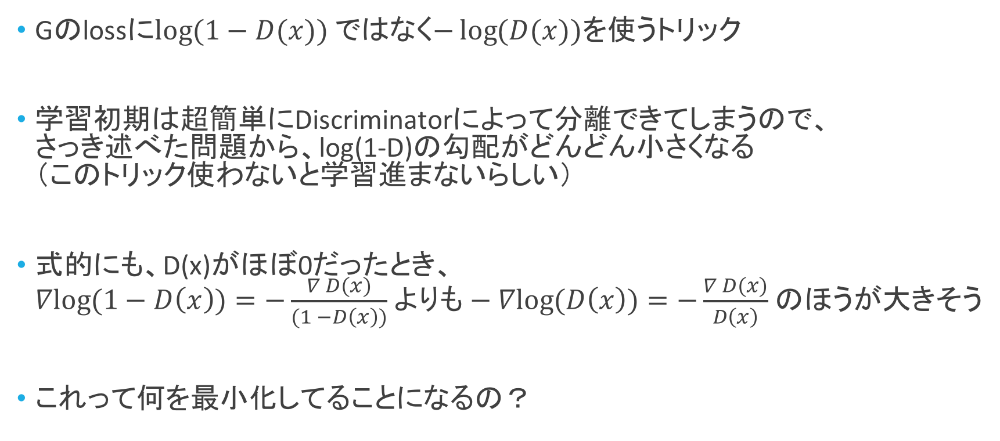 • Gのlossにlog(1 − D(x)) ではなく− log(D(x))を使うトリック
• 学習初期は超簡単にDiscriminatorによって分離できてしまうので、
さっき述べた問題から、log(1-D)の勾配がどんどん小さくなる
（このトリック使わないと学習進まないらしい）
• 式的にも、D(x)がほぼ0だったとき、
∇log(1 − D(x)) = − ∇ D(x)/(1 −D(x)) よりも − ∇log(D(x)) = − ∇ D(x)/D(x) のほうが大きそう
• これって何を最小化してることになるの？